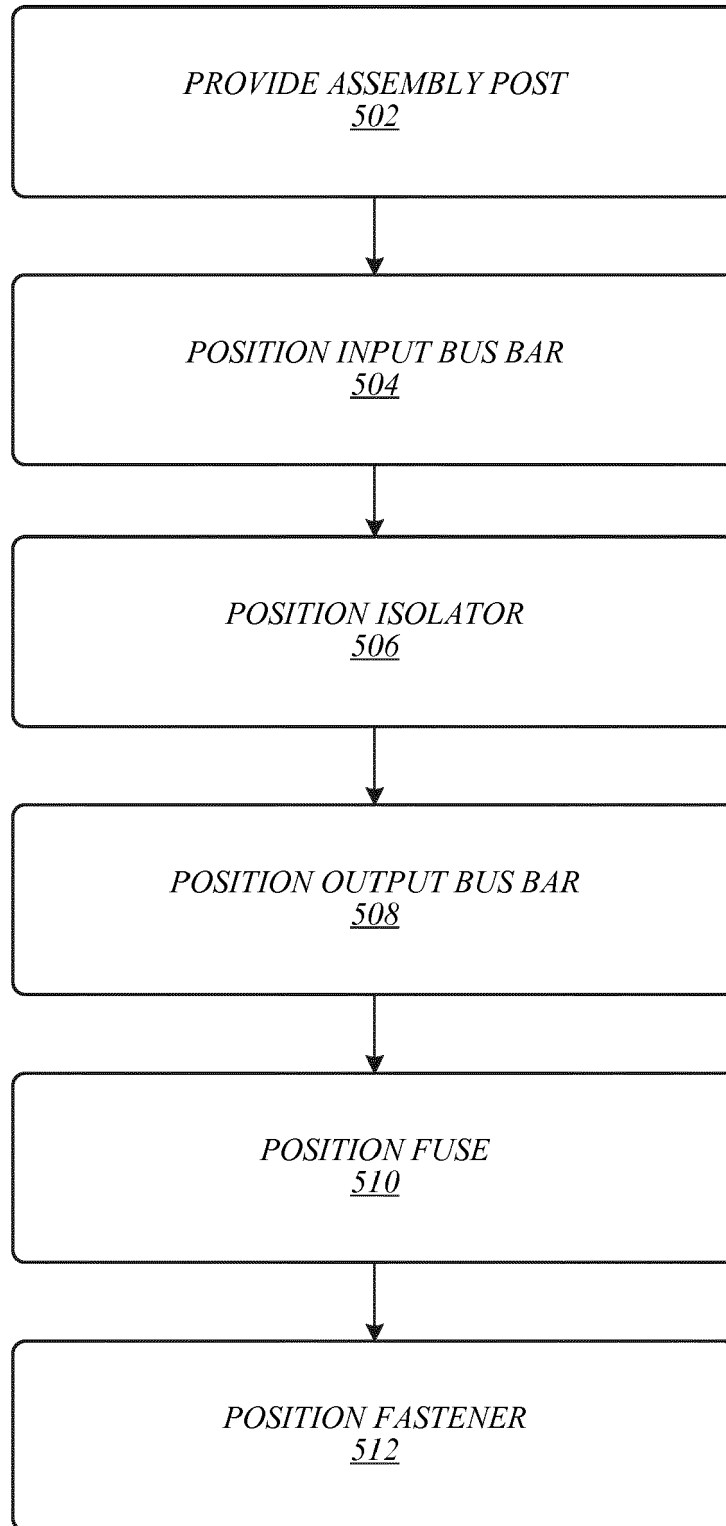 PROVIDE ASSEMBLY POST
502
POSITION INPUT BUS BAR
504
POSITION ISOLATOR
506
POSITION OUTPUT BUS BAR
508
POSITION FUSE
510
POSITION FASTENER
512